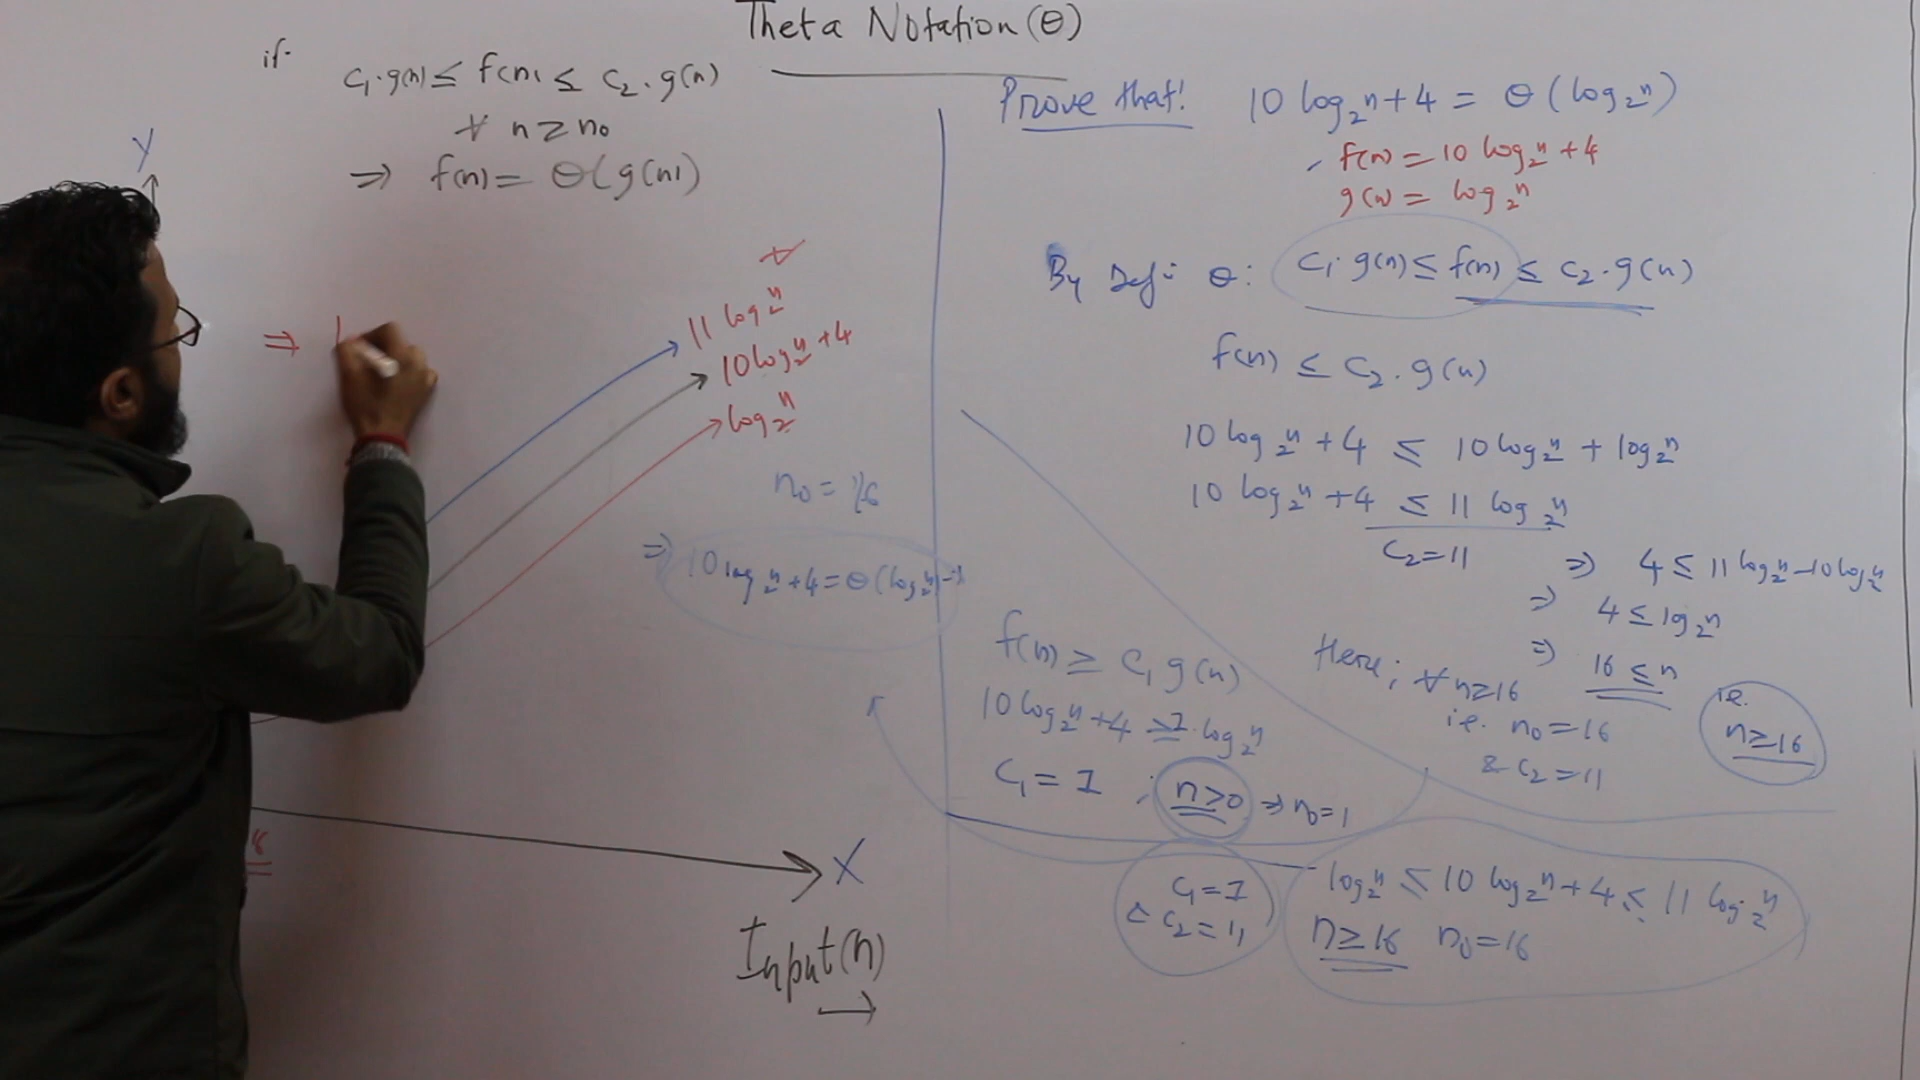 Theta Notation (θ)
if
C₁.g(n) ≤ f(n) ≤ C₂.g(n)
∀ n ≥ n₀
⇒ f(n) = θ(g(n))
Y
⇒
11 log₂n
10 log₂n + 4
log₂n
n₀ = 16
⇒ 10 log₂n + 4 = θ(log₂n)
X
Input(n)
Prove that! 10 log₂n + 4 = θ(log₂n)
f(n) = 10 log₂n + 4
g(n) = log₂n
By Def: θ: C₁.g(n) ≤ f(n) ≤ C₂.g(n)
f(n) ≤ C₂.g(n)
10 log₂n + 4 ≤ 10 log₂n + log₂n
10 log₂n + 4 ≤ 11 log₂n
C₂ = 11
⇒ 4 ≤ 11 log₂n - 10 log₂n
⇒ 4 ≤ log₂n
⇒ 16 ≤ n
i.e. n ≥ 16
Here; ∀ n ≥ 16
i.e. n₀ = 16
& C₂ = 11
f(n) ≥ C₁ g(n)
10 log₂n + 4 ≥ 1.log₂n
C₁ = 1 ; n > 0 ⇒ n₀ = 1
C₁ = 1
C₂ = 11
log₂n ≤ 10 log₂n + 4 ≤ 11 log₂n
n ≥ 16 n₀ = 16